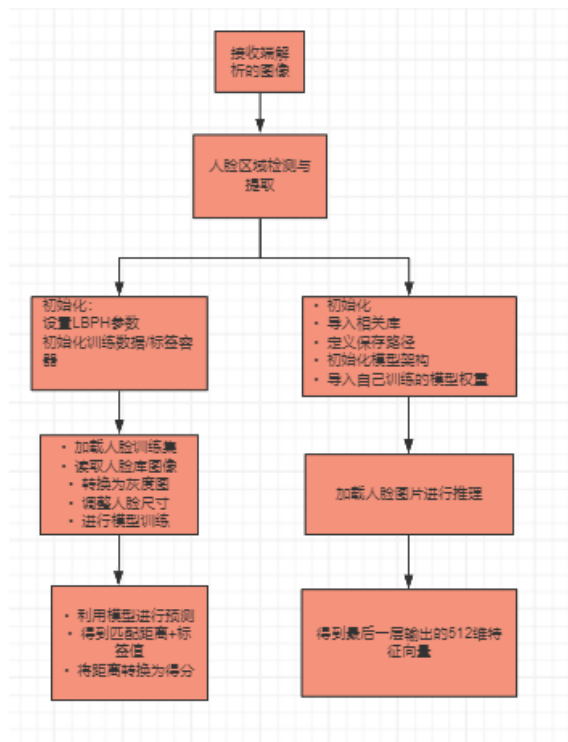 接收端解
析的图像
人脸区域检测与
提取
初始化：
设置LBPH参数
初始化训练数据/标签容
器
• 初始化
• 导入相关库
• 定义保存路径
• 初始化模型架构
• 导入自己训练的模型权重
• 加载人脸训练集
• 读取人脸库图像
• 转换为灰度图
• 调整人脸尺寸
• 进行模型训练
加载人脸图片进行推理
• 利用模型进行预测
• 得到匹配距离+标
签值
• 将距离转换为得分
得到最后一层输出的512维特
征向量